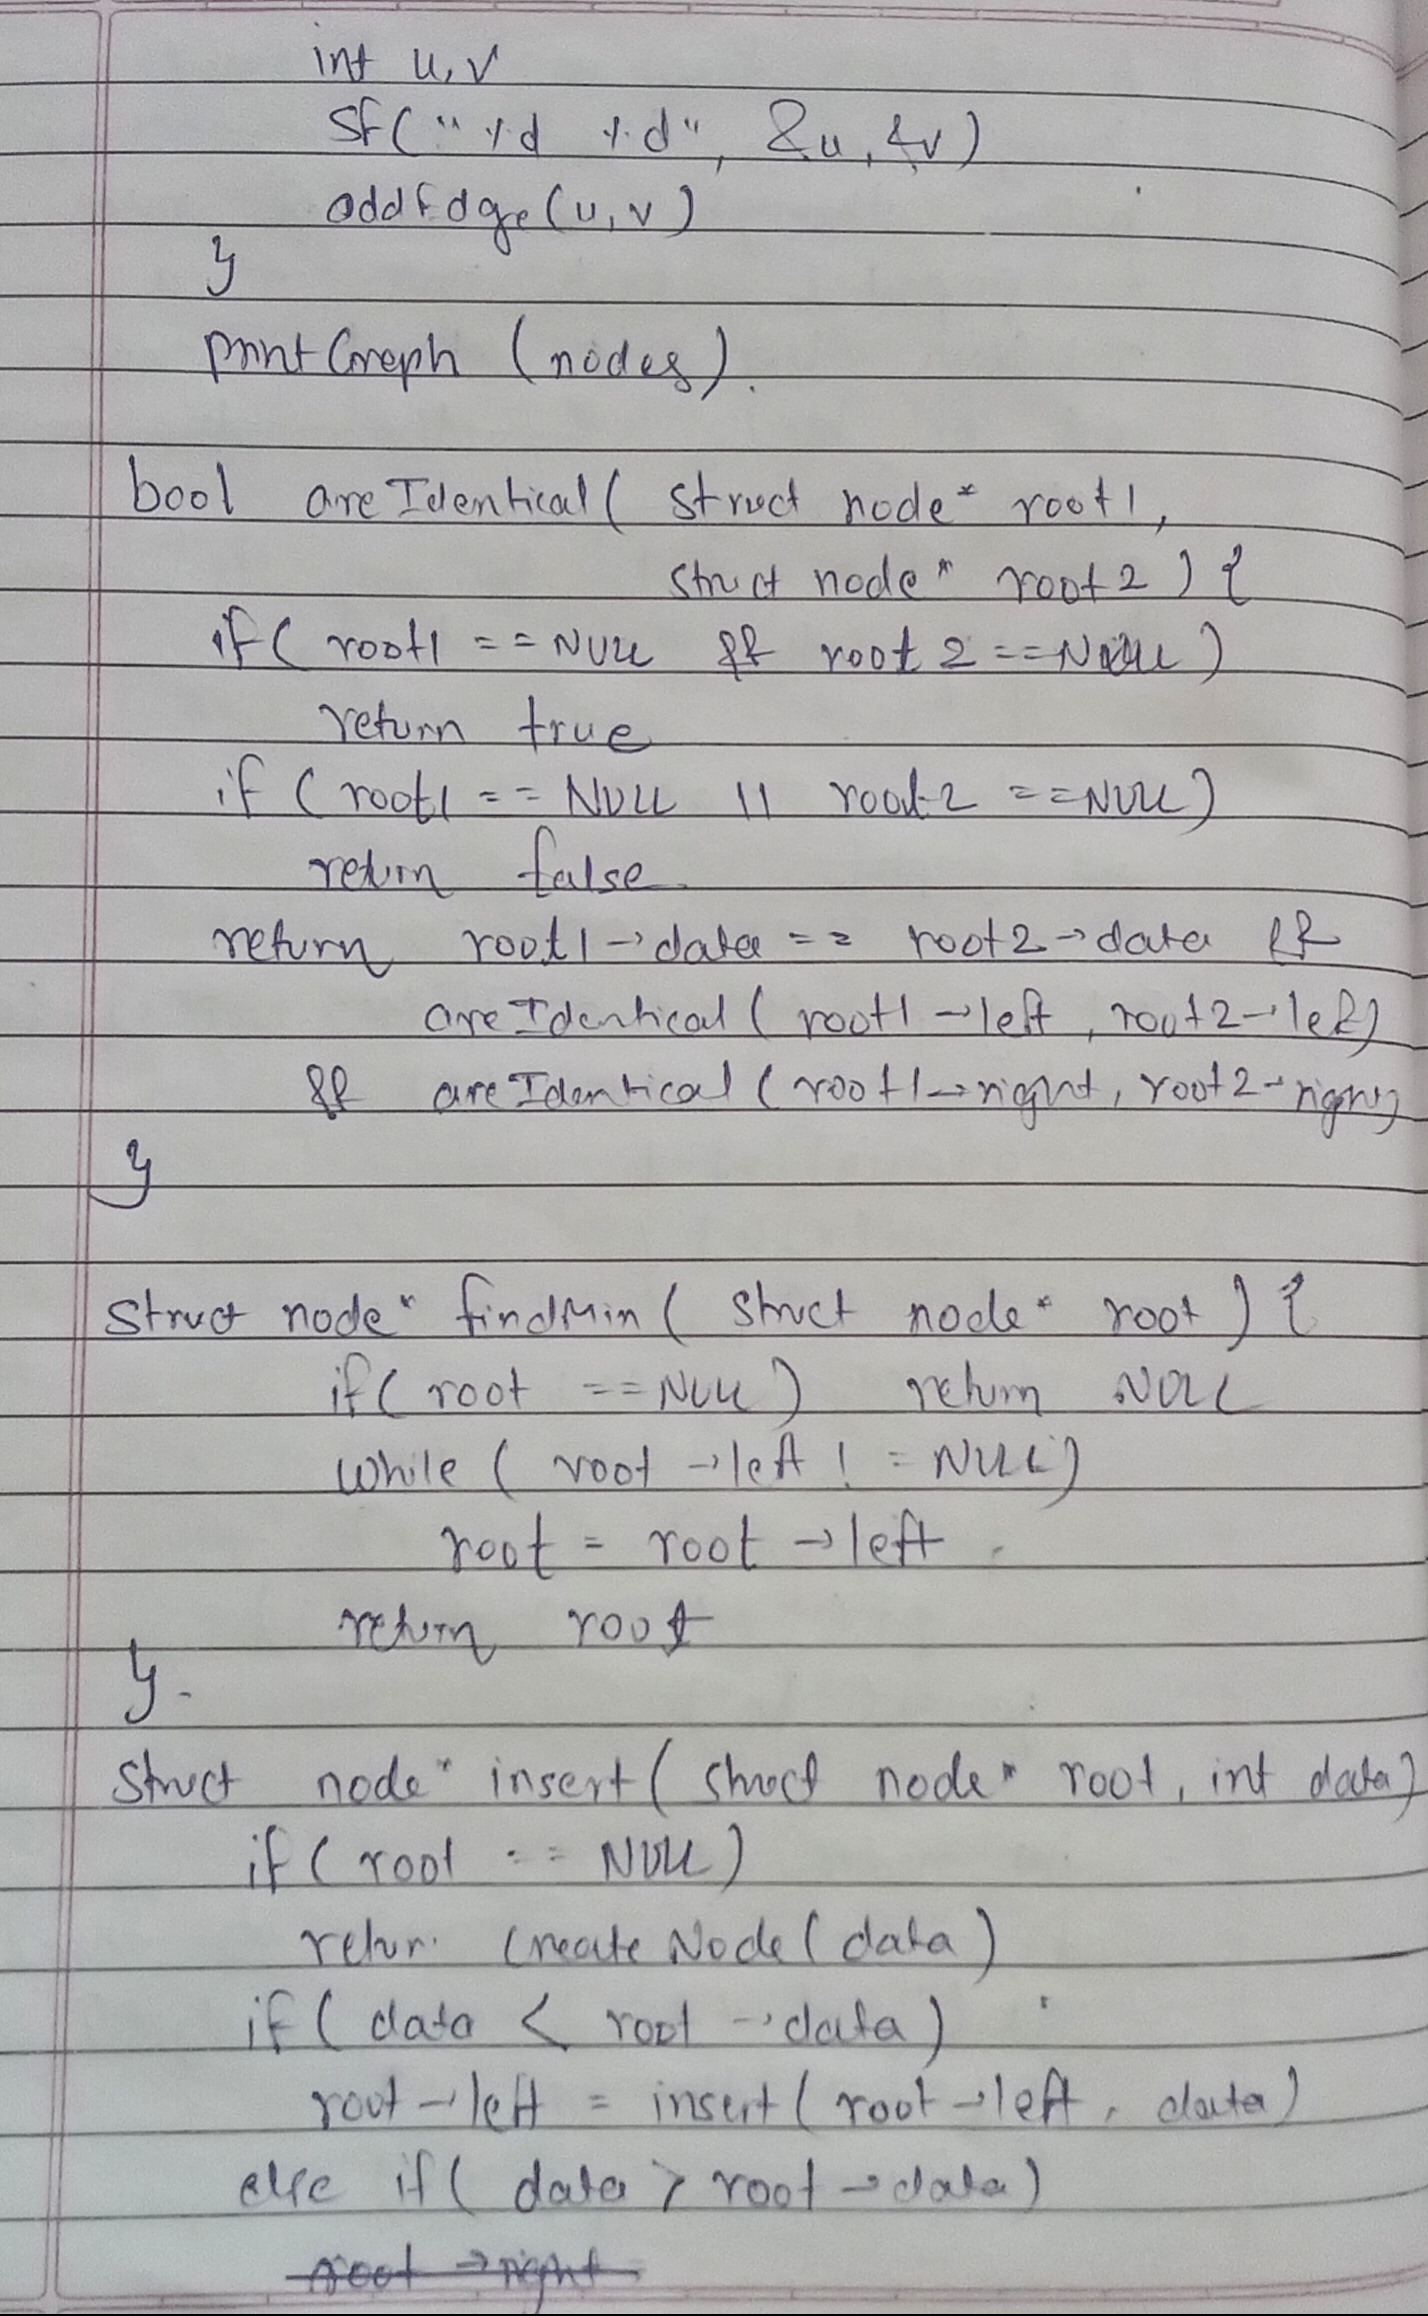 int u, v
sf("%d %d", &u, &v)
addEdge(u, v)
}
printGraph (nodes).
bool areIdentical( struct node* root1,
struct node* root2 ) {
if( root1 == NULL && root2 == NULL )
return true
if ( root1 == NULL || root2 == NULL)
return false.
return root1 → data == root2 → data &&
areIdentical ( root1 → left, root2 → left)
&& areIdentical ( root1 → right, root2 → right)
}
struct node* findMin ( struct node* root ) {
if( root == NULL ) return NULL
while ( root → left != NULL)
root = root → left
return root
}.
struct node* insert ( struct node* root, int data)
if ( root == NULL )
retur. createNode ( data )
if ( data < root → data )
root → left = insert ( root → left, data )
else if ( data > root → data )
root → right